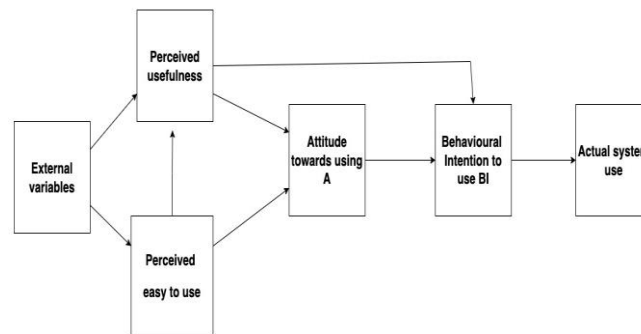 Perceived
usefulness
External
variables
Perceived
easy to use
Attitude
towards using
A
Behavioural
Intention to
use BI
Actual system
use